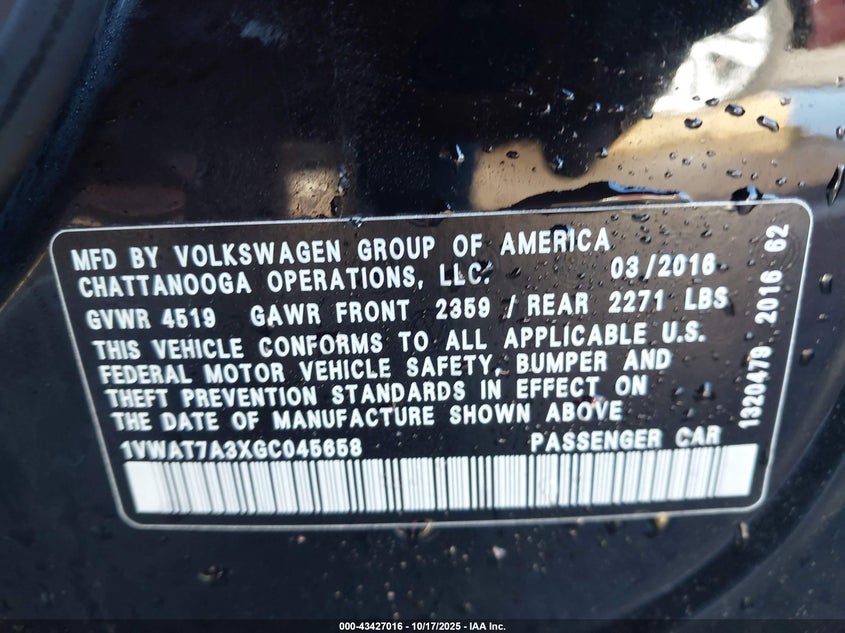 MFD BY VOLKSWAGEN GROUP OF AMERICA
CHATTANOOGA OPERATIONS, LLC. 03/2016
GVWR 4519 GAWR FRONT 2359 / REAR 2271 LBS
THIS VEHICLE CONFORMS TO ALL APPLICABLE U.S.
FEDERAL MOTOR VEHICLE SAFETY, BUMPER AND
THEFT PREVENTION STANDARDS IN EFFECT ON
THE DATE OF MANUFACTURE SHOWN ABOVE
1VWAT7A3XGC045658 PASSENGER CAR
1320479 2016 62
000-43427016 - 10/17/2025 - IAA Inc.